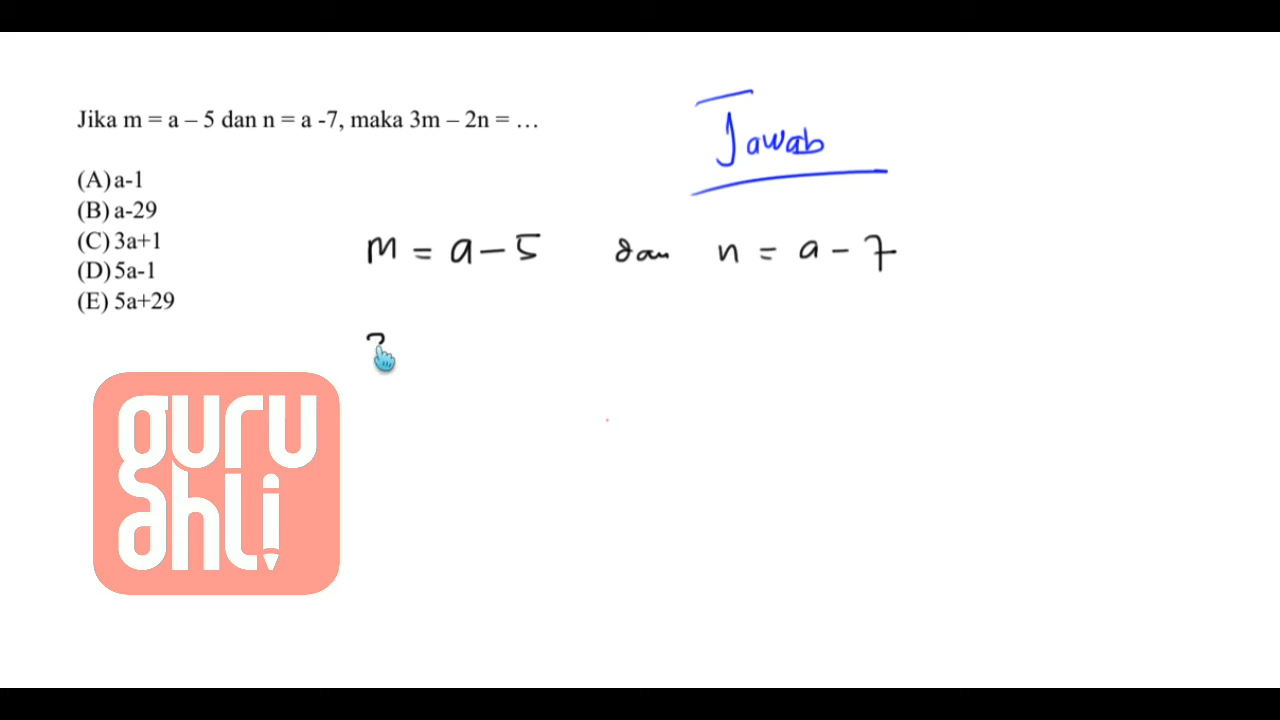 Jika m = a – 5 dan n = a -7, maka 3m – 2n = …
(A) a-1
(B) a-29
(C) 3a+1
(D) 5a-1
(E) 5a+29
Jawab
m = a – 5 dan n = a – 7
guru
ahli